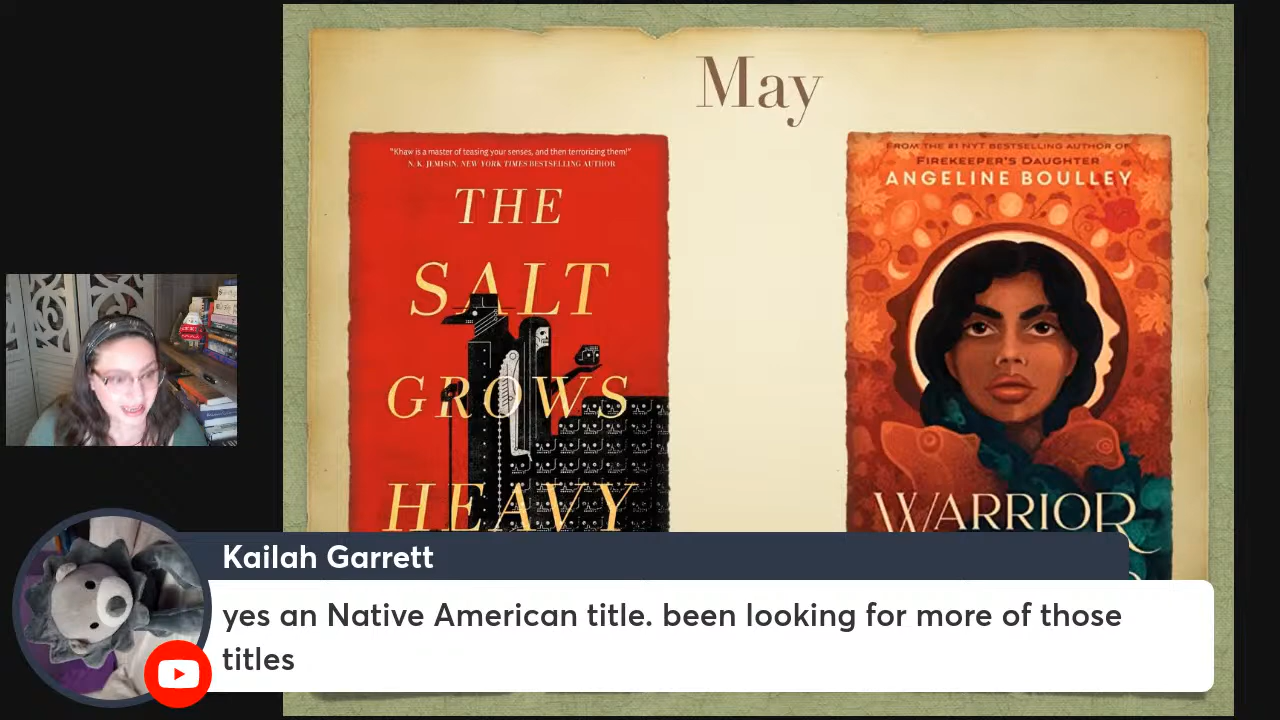 May
"Khaw is a master of teasing your senses, and then terrorizing them!"
N. K. JEMISIN, NEW YORK TIMES BESTSELLING AUTHOR
THE
SALT
GROWS
HEAVY
FROM THE #1 NYT BESTSELLING AUTHOR OF
FIREKEEPER'S DAUGHTER
ANGELINE BOULLEY
WARRIOR
Kailah Garrett
yes an Native American title. been looking for more of those
titles